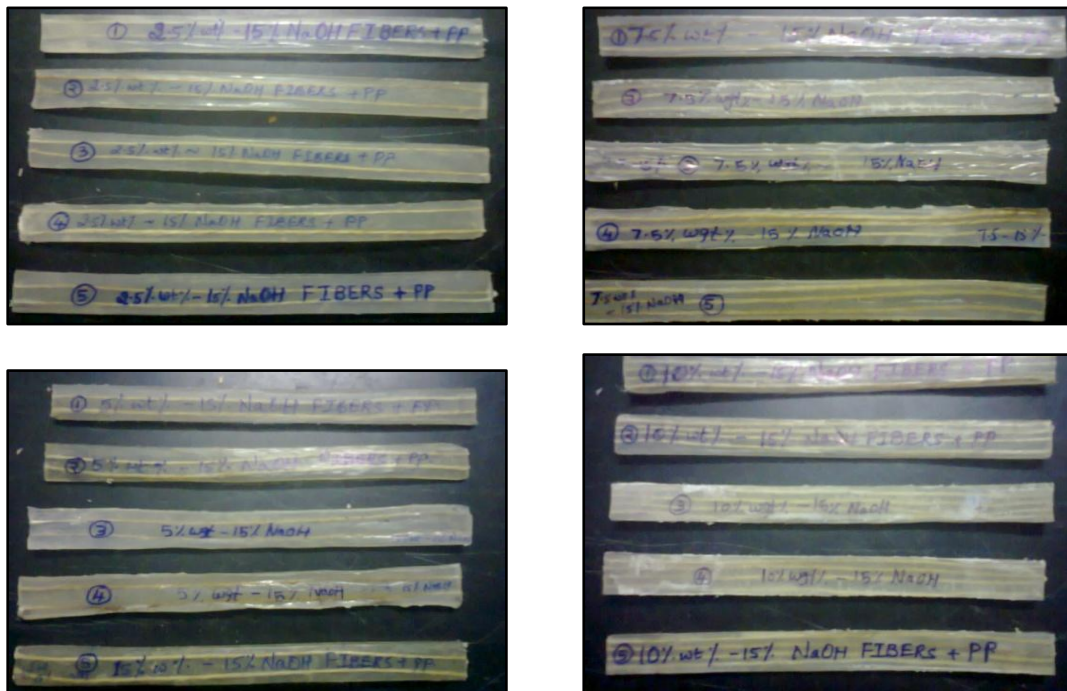 ① 2.5% wt - 15% NaOH FIBERS + PP
② 2.5% wt% - 15% NaOH FIBERS + PP
③ 2.5% wt - 15% NaOH FIBERS + PP
④ 2.5% wt - 15% NaOH FIBERS + PP
⑤ 2.5% wt% - 15% NaOH FIBERS + PP
① 7.5% wt% - 15% NaOH FIBERS + PP
7.5% wgt% - 15% NaOH
7.5% wgt% 15% NaOH
④ 7.5% wgt% - 15% NaOH 7.5 - 15%
- 15% NaOH ⑤
① 5% wt% - 15% NaOH FIBERS +
② 5% wt% - 15% NaOH FIBERS + PP
③ 5% wgt - 15% NaOH
④ 5% wgt - 15% NaOH
⑤ 15% wt% - 15% NaOH FIBERS + PP
① 10% wt% - 15% NaOH FIBERS + PP
② 10% wt% - 15% NaOH FIBERS + PP
③ 10% wgt% - 15% NaOH
④ 10% wgt% - 15% NaOH
⑤ 10% wt% - 15% NaOH FIBERS + PP